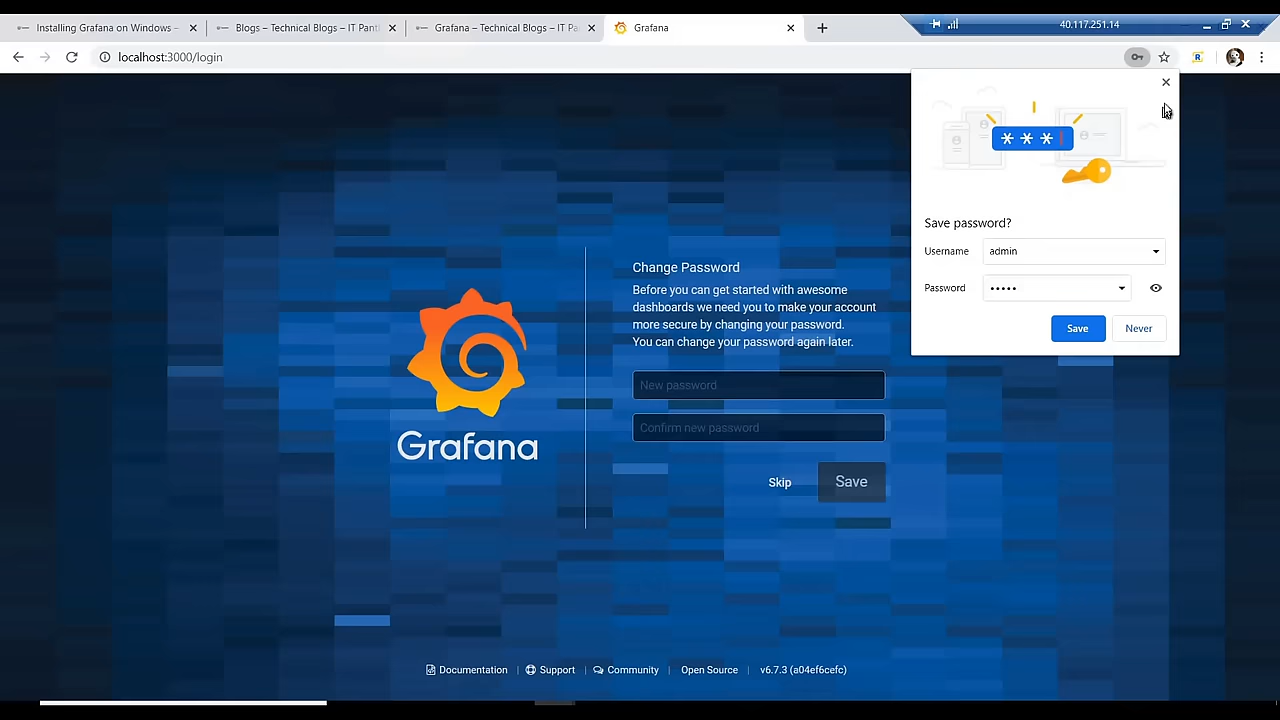 Installing Grafana on Windows –
Blogs – Technical Blogs – IT Pant
Grafana – Technical Blogs – IT Pa
Grafana
40.117.251.14
localhost:3000/login
Save password?
Username
admin
Password
•••••
Save
Never
Change Password
Before you can get started with awesome
dashboards we need you to make your account
more secure by changing your password.
You can change your password again later.
New password
Confirm new password
Skip
Save
Grafana
Documentation | Support | Community | Open Source | v6.7.3 (a04ef6cefc)